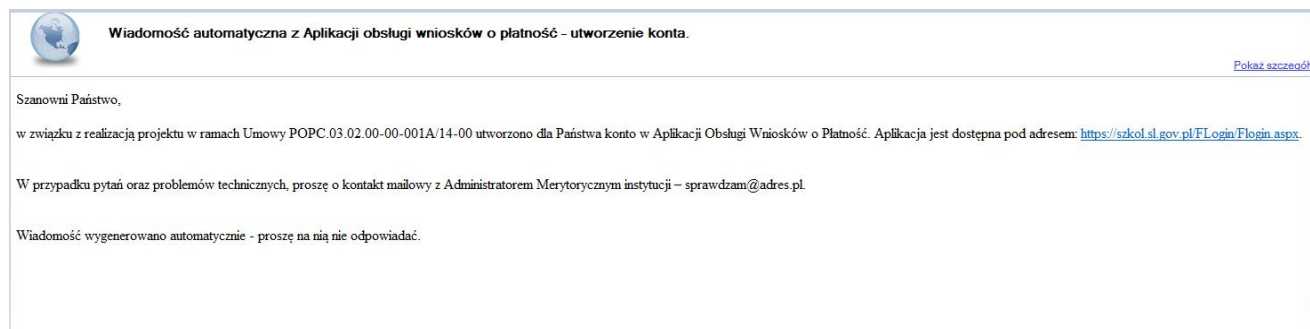 Wiadomość automatyczna z Aplikacji obsługi wniosków o płatność - utworzenie konta.
Pokaż szczegół
Szanowni Państwo,
w związku z realizacją projektu w ramach Umowy POPC.03.02.00-00-001A/14-00 utworzono dla Państwa konto w Aplikacji Obsługi Wniosków o Płatność. Aplikacja jest dostępna pod adresem: https://szkol.sl.gov.pl/FLogin/Flogin.aspx.
W przypadku pytań oraz problemów technicznych, proszę o kontakt mailowy z Administratorem Merytorycznym instytucji – sprawdzam@adres.pl.
Wiadomość wygenerowano automatycznie - proszę na nią nie odpowiadać.